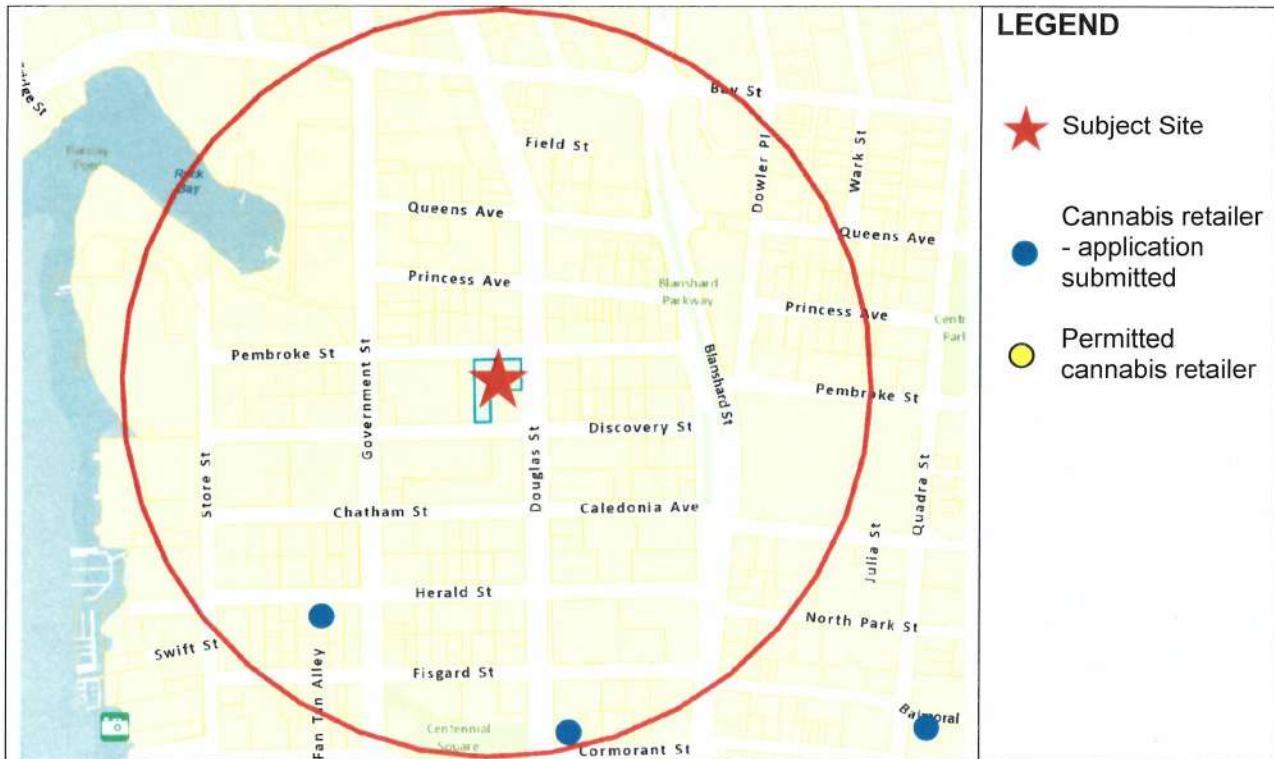 LEGEND
Subject Site
Cannabis retailer
- application
submitted
Permitted
cannabis retailer
Bay St
Field St
Dowler Pl
Wark St
Rock
Bay
Queens Ave
Queens Ave
Princess Ave
Blanshard
Parkway
Princess Ave
Pembroke St
Government St
Blanshard St
Pembroke St
Discovery St
Store St
Douglas St
Quadra St
Chatham St
Caledonia Ave
Julia St
Herald St
North Park St
Swift St
Fisgard St
Fan Tan Alley
Centennial
Square
Balmoral
Cormorant St